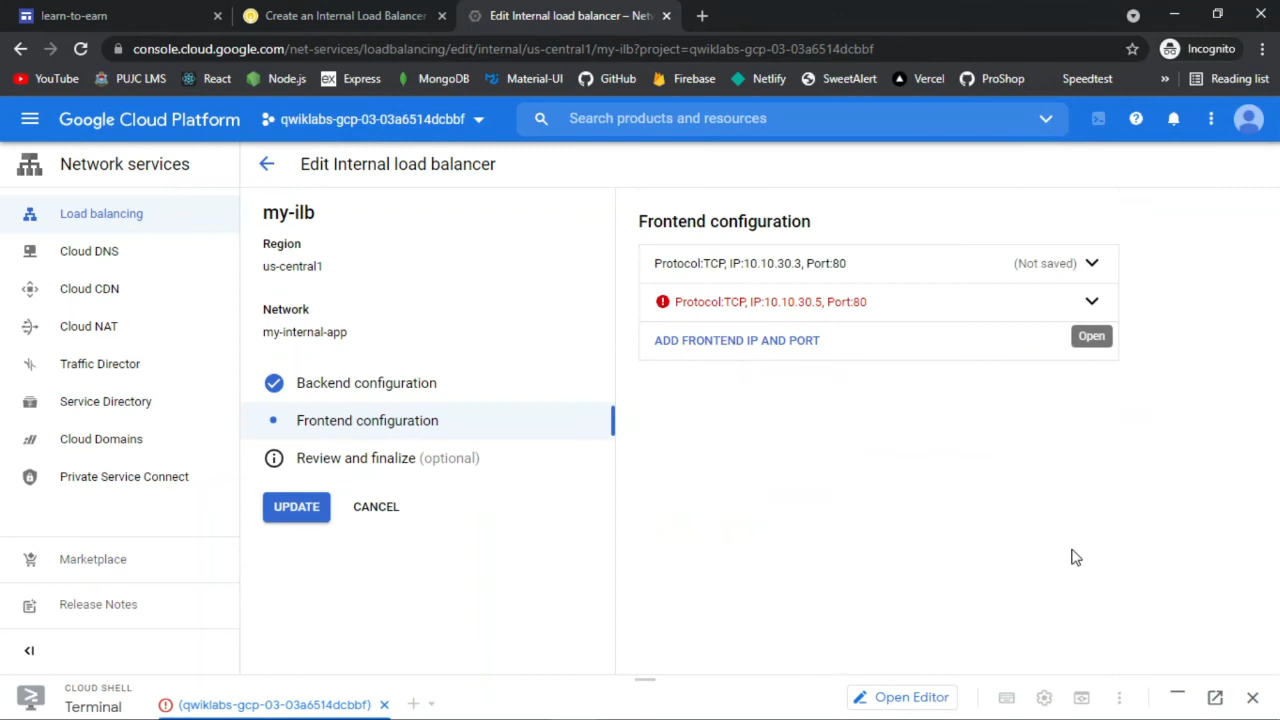 learn-to-earn
Create an Internal Load Balancer
Edit Internal load balancer – Net
console.cloud.google.com/net-services/loadbalancing/edit/internal/us-central1/my-ilb?project=qwiklabs-gcp-03-03a6514dcbbf
Incognito
YouTube
PUJC LMS
React
Node.js
ex
Express
MongoDB
Material-UI
GitHub
Firebase
Netlify
SweetAlert
Vercel
ProShop
Speedtest
»
Reading list
Google Cloud Platform
qwiklabs-gcp-03-03a6514dcbbf
Search products and resources
Network services
Edit Internal load balancer
Load balancing
Cloud DNS
Cloud CDN
Cloud NAT
Traffic Director
Service Directory
Cloud Domains
Private Service Connect
Marketplace
Release Notes
my-ilb
Region
us-central1
Network
my-internal-app
Backend configuration
Frontend configuration
Review and finalize (optional)
UPDATE
CANCEL
Frontend configuration
Protocol:TCP, IP:10.10.30.3, Port:80
(Not saved)
Protocol:TCP, IP:10.10.30.5, Port:80
ADD FRONTEND IP AND PORT
Open
CLOUD SHELL
Terminal
(qwiklabs-gcp-03-03a6514dcbbf)
Open Editor